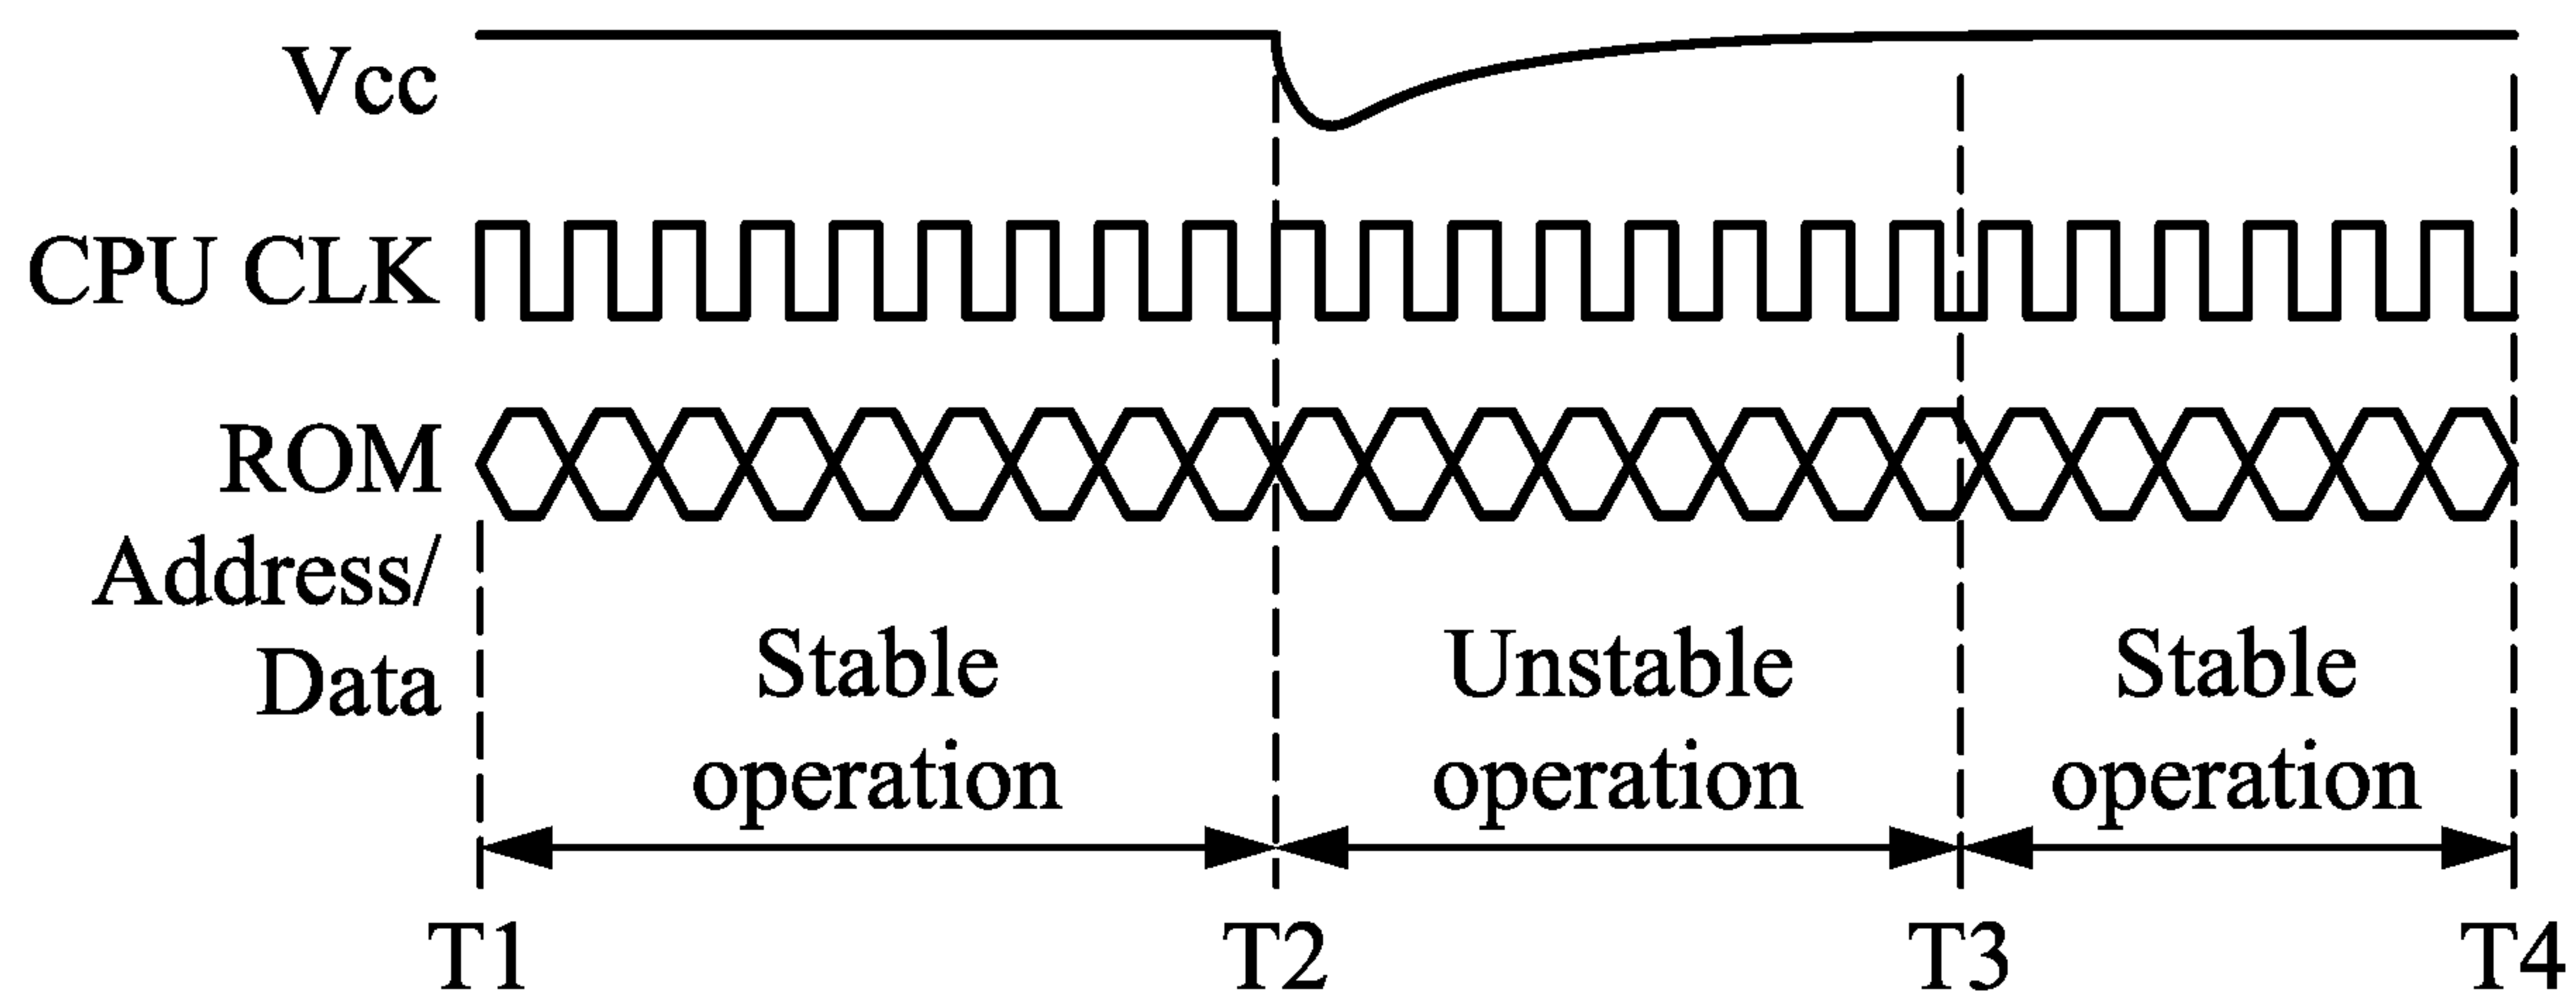 Vcc
CPU CLK
ROM
Address/
Data
Stable
operation
Unstable
operation
Stable
operation
T1
T2
T3
T4